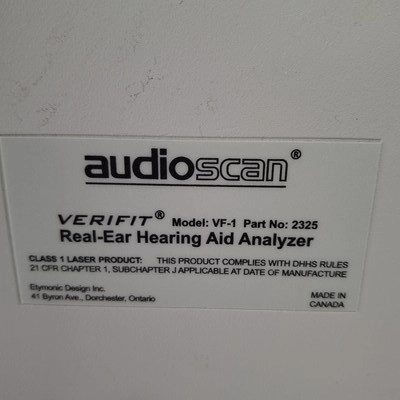 audioscan®
VERIFIT® Model: VF-1 Part No: 2325
Real-Ear Hearing Aid Analyzer
CLASS 1 LASER PRODUCT: THIS PRODUCT COMPLIES WITH DHHS RULES
21 CFR CHAPTER 1, SUBCHAPTER J APPLICABLE AT DATE OF MANUFACTURE
Etymonic Design Inc.
41 Byron Ave., Dorchester, Ontario
MADE IN
CANADA